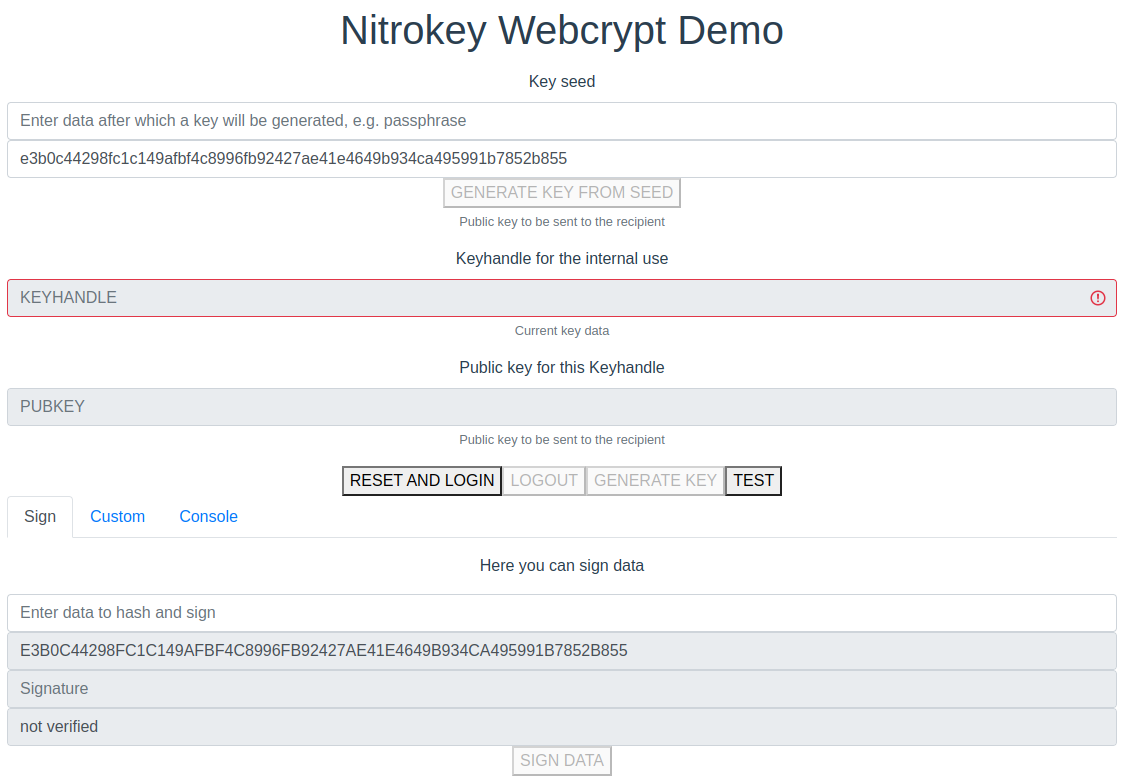 Nitrokey Webcrypt Demo
Key seed
Enter data after which a key will be generated, e.g. passphrase
e3b0c44298fc1c149afbf4c8996fb92427ae41e4649b934ca495991b7852b855
GENERATE KEY FROM SEED
Public key to be sent to the recipient
Keyhandle for the internal use
KEYHANDLE
Current key data
Public key for this Keyhandle
PUBKEY
Public key to be sent to the recipient
RESET AND LOGIN LOGOUT GENERATE KEY TEST
Sign Custom Console
Here you can sign data
Enter data to hash and sign
E3B0C44298FC1C149AFBF4C8996FB92427AE41E4649B934CA495991B7852B855
Signature
not verified
SIGN DATA